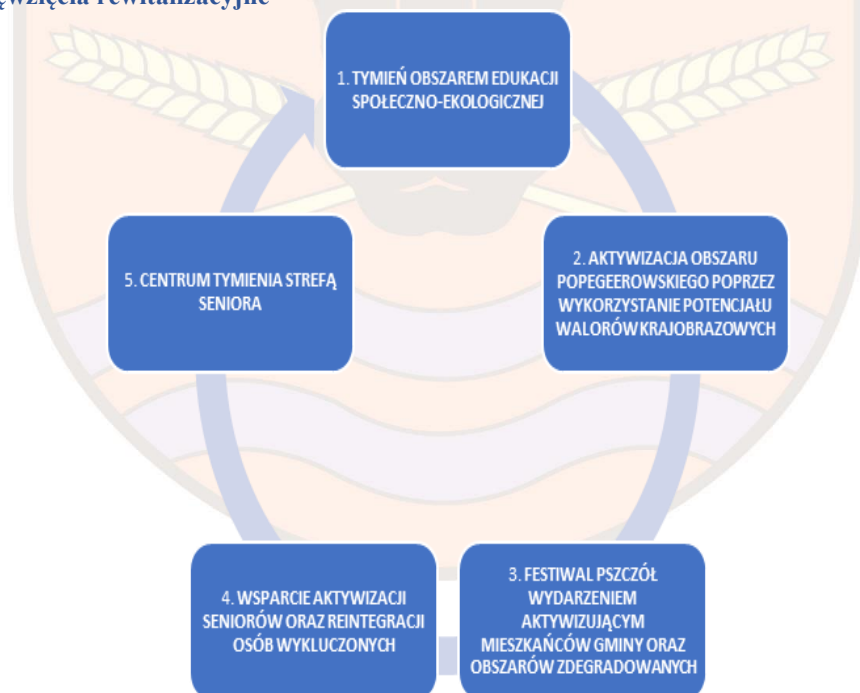 rewitalizacyjne
1. TYMIEŃ OBSZAREM EDUKACJI
SPOŁECZNO-EKOLOGICZNEJ
2. AKTYWIZACJA OBSZARU
POPEGEEROWSKIEGO POPRZEZ
WYKORZYSTANIE POTENCJAŁU
WALORÓW KRAJOBRAZOWYCH
3. FESTIWAL PSZCZÓŁ
WYDARZENIEM
AKTYWIZUJĄCYM
MIESZKAŃCÓW GMINY ORAZ
OBSZARÓW ZDEGRADOWANYCH
4. WSPARCIE AKTYWIZACJI
SENIORÓW ORAZ REINTEGRACJI
OSÓB WYKLUCZONYCH
5. CENTRUM TYMIENIA STREFĄ
SENIORA